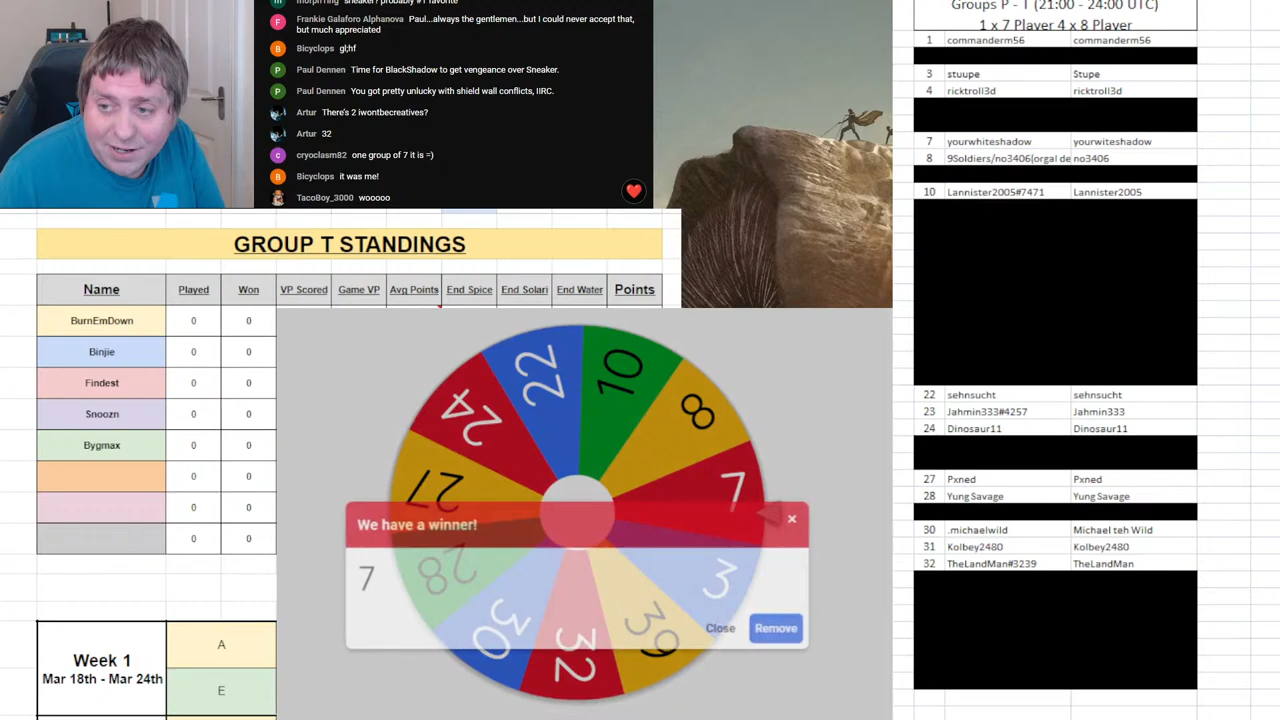 Frankie Galaforo Alphanova Paul...always the gentlemen...but I could never accept that,
but much appreciated
Bicyclops gl;hf
Paul Dennen Time for BlackShadow to get vengeance over Sneaker.
Paul Dennen You got pretty unlucky with shield wall conflicts, IIRC.
Artur There's 2 iwontbecreatives?
Artur 32
cryoclasm82 one group of 7 it is =)
Bicyclops it was me!
TacoBoy_3000 wooooo
GROUP T STANDINGS
Name Played Won VP Scored Game VP Avg Points End Spice End Solari End Water Points
BurnEmDown 0 0
Binjie 0 0
Findest 0 0
Snoozn 0 0
Bygmax 0 0
0 0
0 0
0 0
Week 1
Mar 18th - Mar 24th
A
E
22
10
8
7
3
39
32
30
28
27
24
We have a winner!
×
7
Close
Remove
Groups P - T (21:00 - 24:00 UTC)
1 x 7 Player 4 x 8 Player
1 commanderm56 commanderm56
3 stuupe Stupe
4 ricktroll3d ricktroll3d
7 yourwhiteshadow yourwiteshadow
8 9Soldiers/no3406(orgal de no3406
10 Lannister2005#7471 Lannister2005
22 sehnsucht sehnsucht
23 Jahmin333#4257 Jahmin333
24 Dinosaur11 Dinosaur11
27 Pxned Pxned
28 Yung Savage Yung Savage
30 .michaelwild Michael teh Wild
31 Kolbey2480 Kolbey2480
32 TheLandMan#3239 TheLandMan